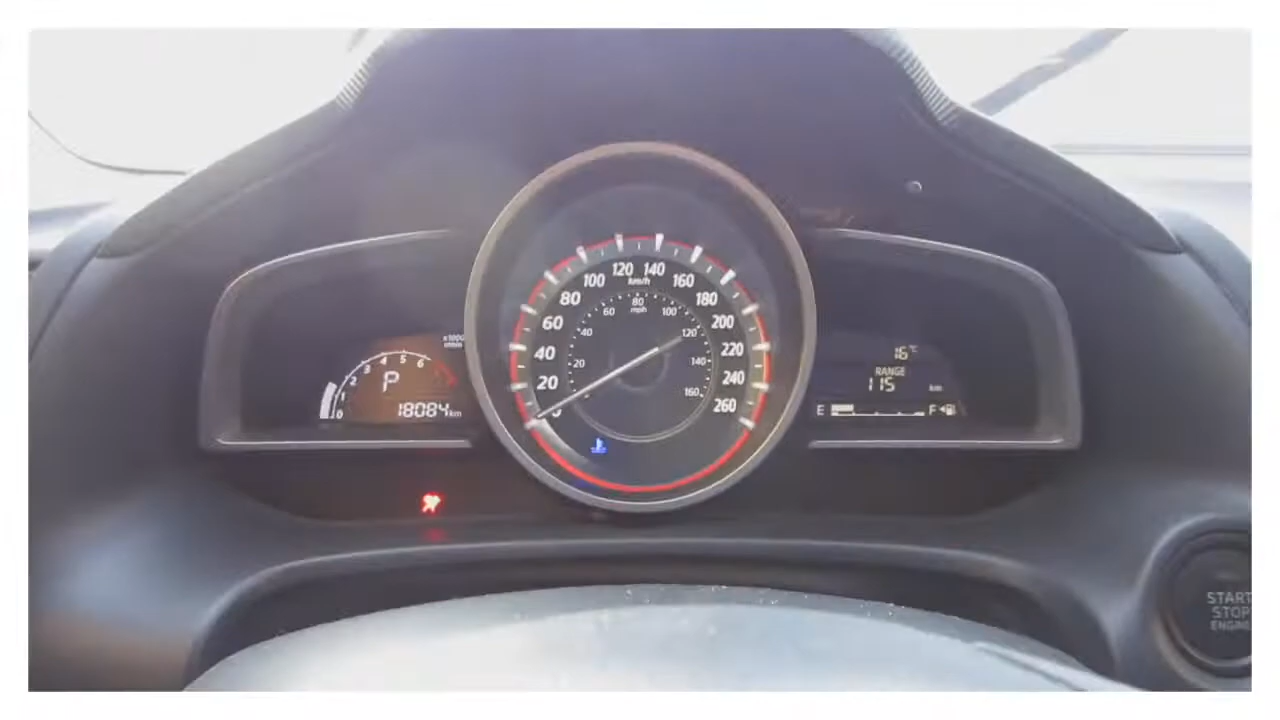 x1000
r/min
0 1 2 3 4 5 6
P
18084km
0 20 40 60 80 100 120 140 160 180 200 220 240 260
km/h
20 40 60 80 100 120 140 160
mph
16°C
RANGE
115 km
E F
START
STOP
ENGINE